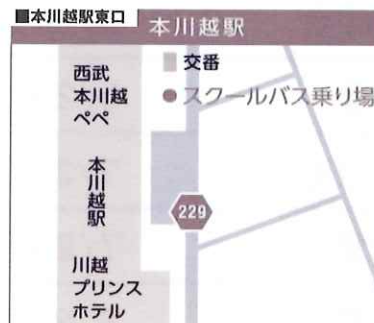 ■本川越駅東口
本川越駅
西武
本川越
ペペ
交番
スクールバス乗り場
本川越駅
229
川越
プリンス
ホテル